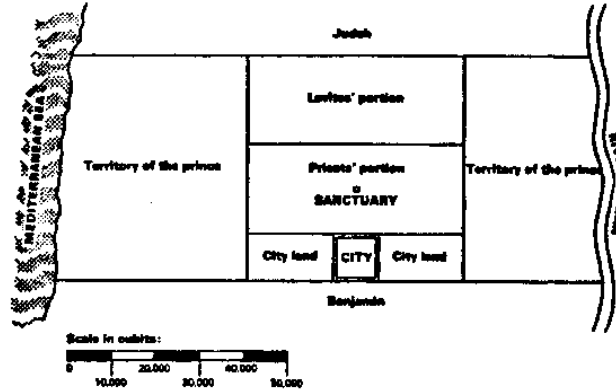 Judah
MEDITERRANEAN SEA
Levites' portion
Territory of the prince
Priests' portion
SANCTUARY
Territory of the prince
City land
CITY
City land
Benjamin
Scale in cubits:
0
20.000
40.000
10.000
30.000
50.000